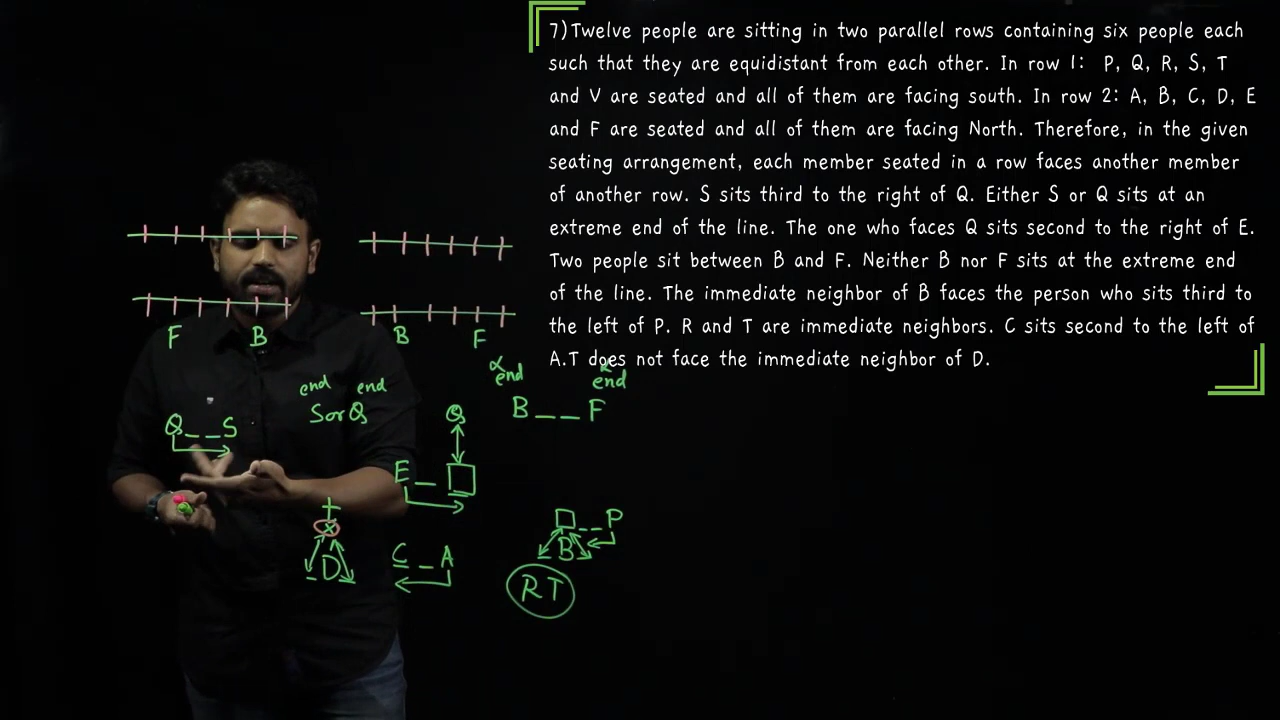 7)Twelve people are sitting in two parallel rows containing six people each
such that they are equidistant from each other. In row 1: P, Q, R, S, T
and V are seated and all of them are facing south. In row 2: A, B, C, D, E
and F are seated and all of them are facing North. Therefore, in the given
seating arrangement, each member seated in a row faces another member
of another row. S sits third to the right of Q. Either S or Q sits at an
extreme end of the line. The one who faces Q sits second to the right of E.
Two people sit between B and F. Neither B nor F sits at the extreme end
of the line. The immediate neighbor of B faces the person who sits third to
the left of P. R and T are immediate neighbors. C sits second to the left of
A.T does not face the immediate neighbor of D.
F B
B F
end end
S or Q
Q _ _ S
Q
E _
x end x end
B _ _ F
t
x
_ D _
C _ A
_ _ P
_ B _
R T